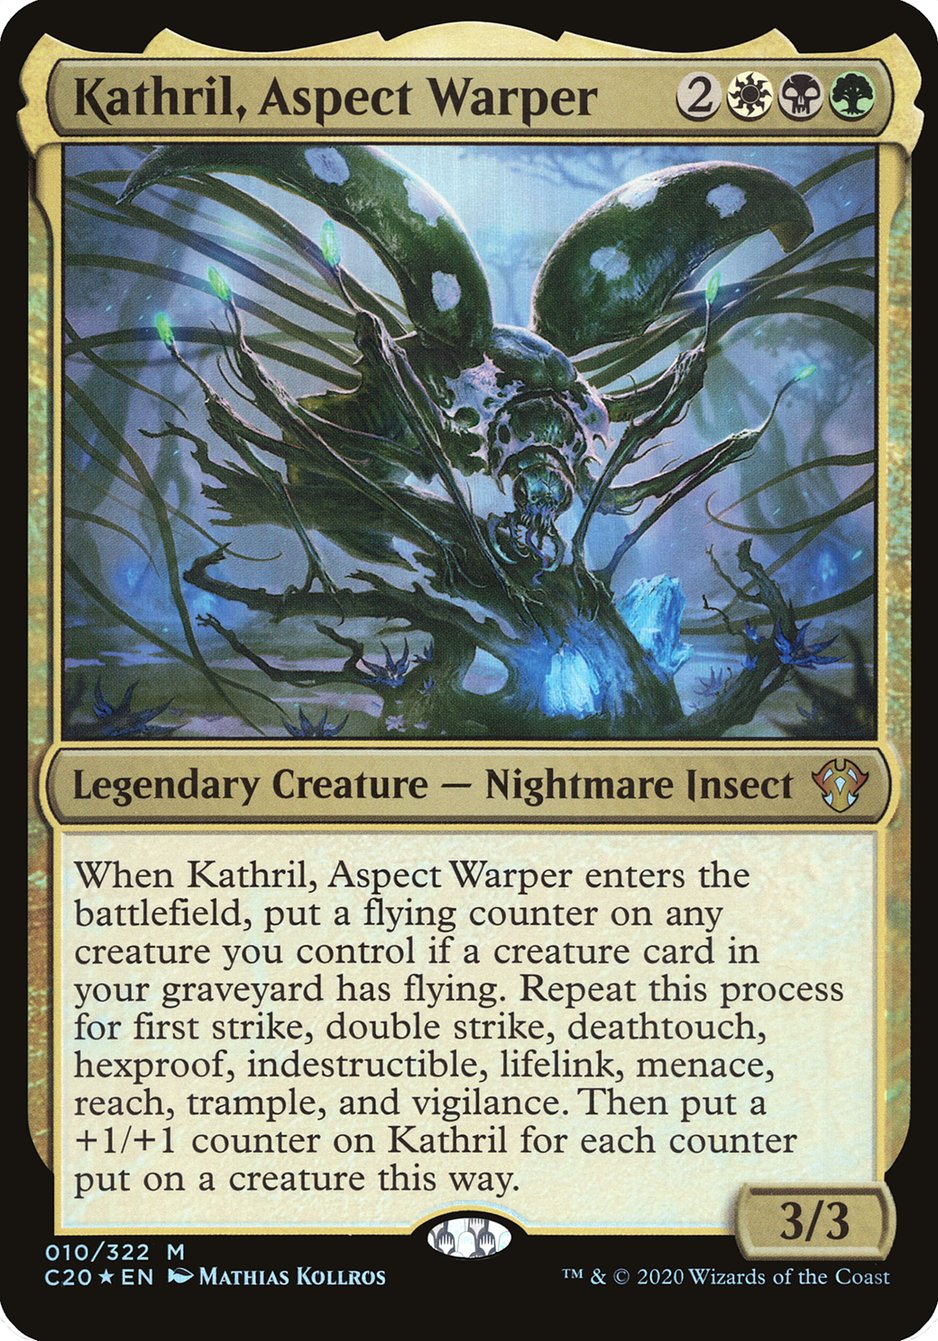 Kathril, Aspect Warper 2
Legendary Creature — Nightmare Insect
When Kathril, Aspect Warper enters the
battlefield, put a flying counter on any
creature you control if a creature card in
your graveyard has flying. Repeat this process
for first strike, double strike, deathtouch,
hexproof, indestructible, lifelink, menace,
reach, trample, and vigilance. Then put a
+1/+1 counter on Kathril for each counter
put on a creature this way.
3/3
010/322 M
C20★EN Mathias Kollros
™ & © 2020 Wizards of the Coast